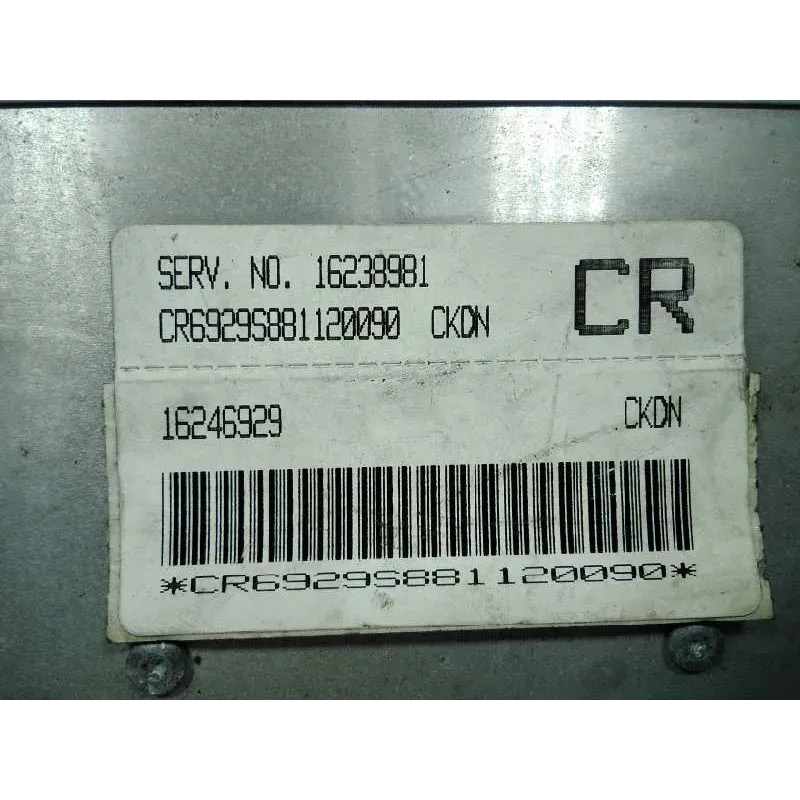 SERV. NO. 16238981
CR6929S881120090 CKDN
CR
16246929 CKDN
*CR6929S881120090*